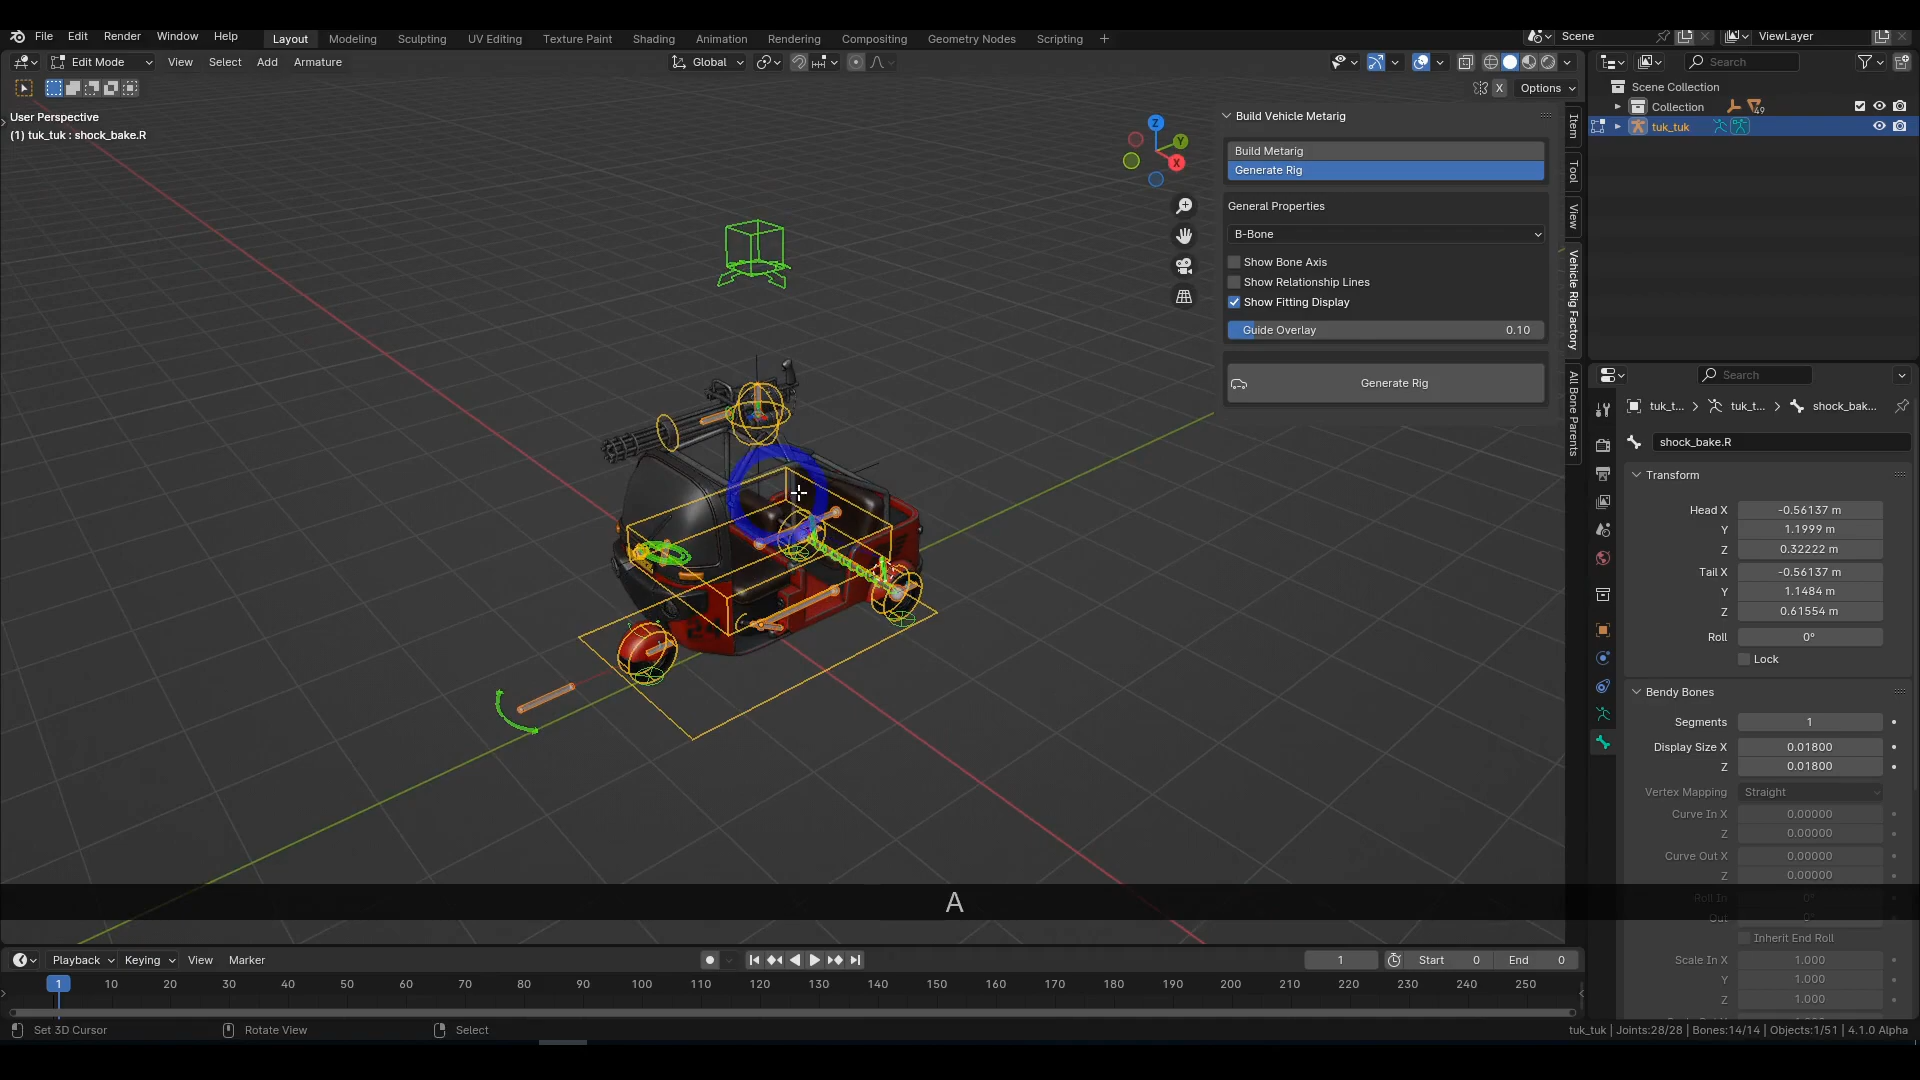 File Edit Render Window Help
Layout Modeling Sculpting UV Editing Texture Paint Shading Animation Rendering Compositing Geometry Nodes Scripting +
Scene
ViewLayer
Edit Mode View Select Add Armature
Global
Search
X Options
User Perspective
(1) tuk_tuk : shock_bake.R
Z
Y
X
Build Vehicle Metarig
Build Metarig
Generate Rig
General Properties
B-Bone
Show Bone Axis
Show Relationship Lines
Show Fitting Display
Guide Overlay 0.10
Generate Rig
Item
Tool
View
Vehicle Rig Factory
All Bone Parents
Scene Collection
Collection 49
tuk_tuk
Search
tuk_t... > tuk_t... > shock_bak...
shock_bake.R
Transform
Head X -0.56137 m
Y 1.1999 m
Z 0.32222 m
Tail X -0.56137 m
Y 1.1484 m
Z 0.61554 m
Roll 0°
Lock
Bendy Bones
Segments 1
Display Size X 0.01800
Z 0.01800
Vertex Mapping Straight
Curve In X 0.00000
Z 0.00000
Curve Out X 0.00000
Z 0.00000
Roll In 0°
Out 0°
Inherit End Roll
Scale In X 1.000
Y 1.000
Z 1.000
A
Playback Keying View Marker
1 Start 0 End 0
1 10 20 30 40 50 60 70 80 90 100 110 120 130 140 150 160 170 180 190 200 210 220 230 240 250
Set 3D Cursor Rotate View Select
tuk_tuk | Joints:28/28 | Bones:14/14 | Objects:1/51 | 4.1.0 Alpha